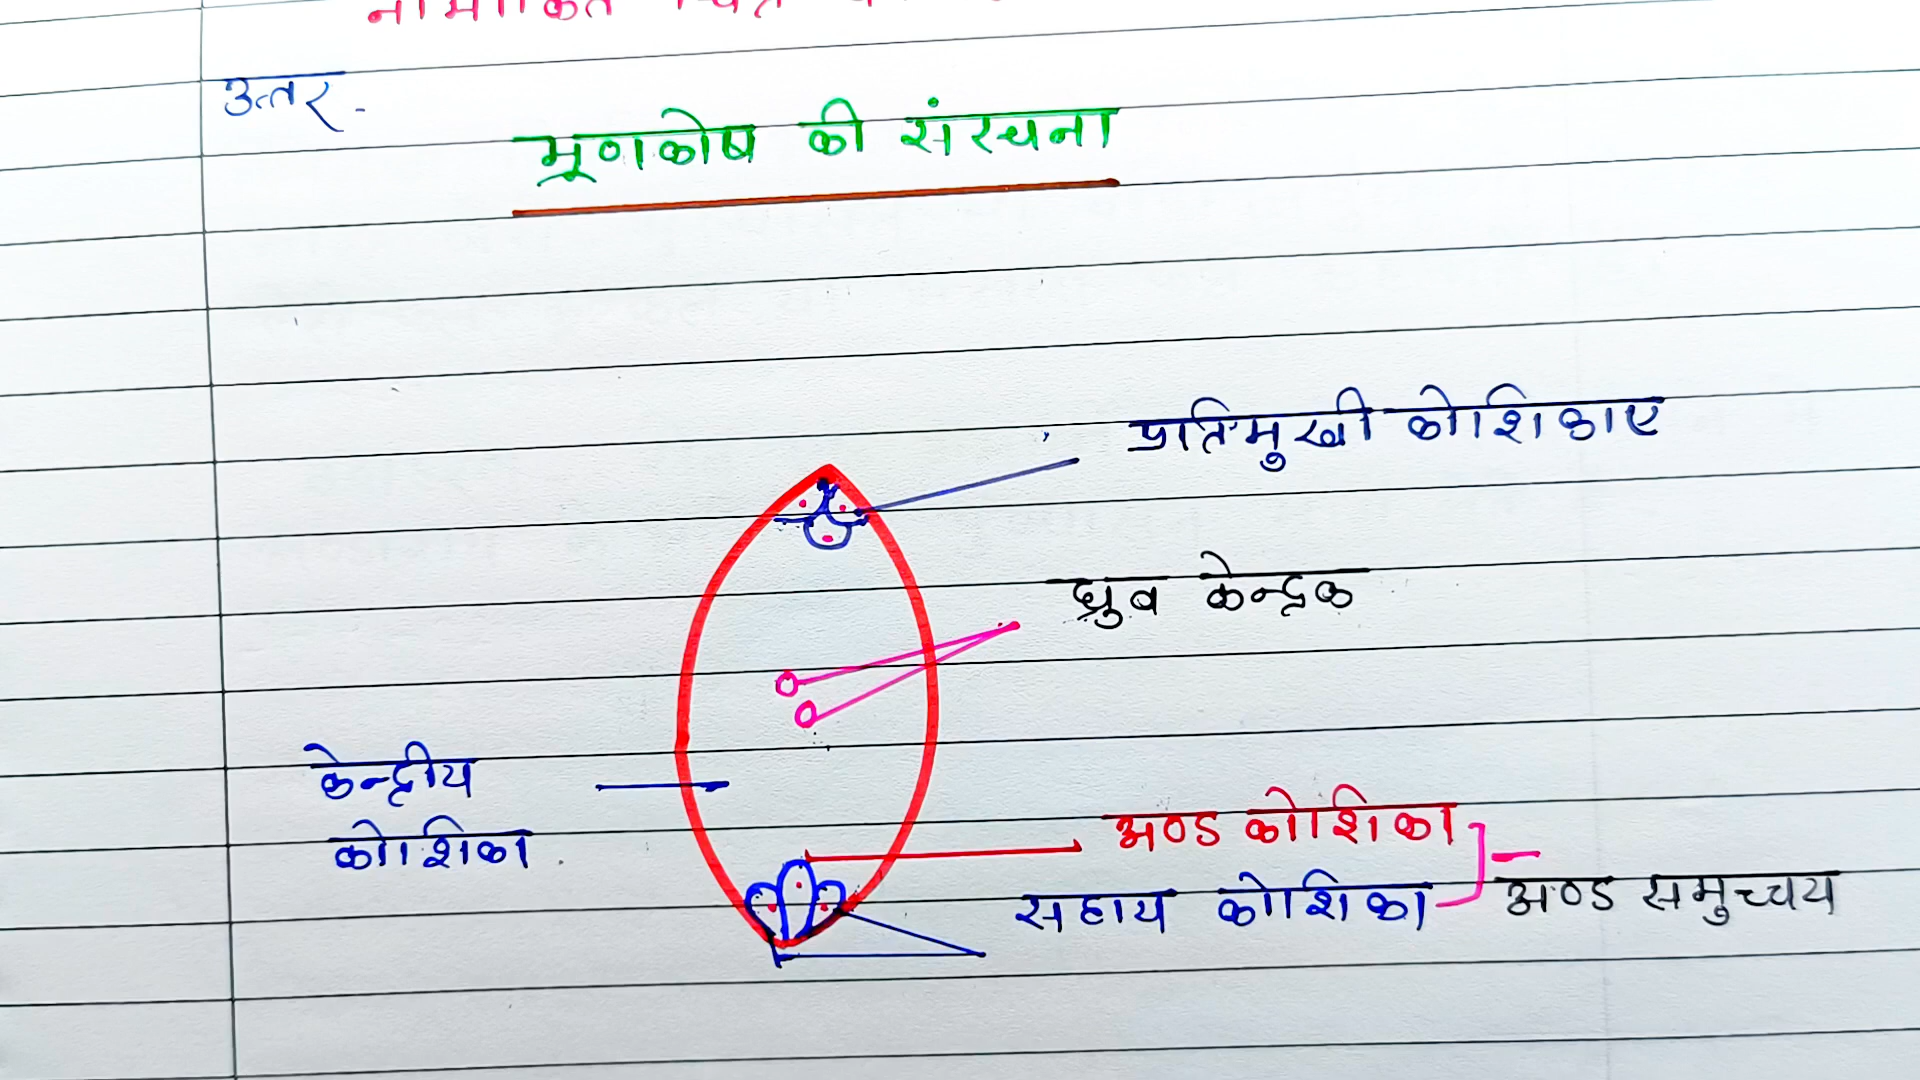 नामांकित चित्र
उत्तर -
भ्रूणकोष की संरचना
प्रतिमुखी कोशिकाए
ध्रुव केन्द्रक
केन्द्रीय
कोशिका
अण्ड कोशिका
सहाय कोशिका
अण्ड समुच्चय